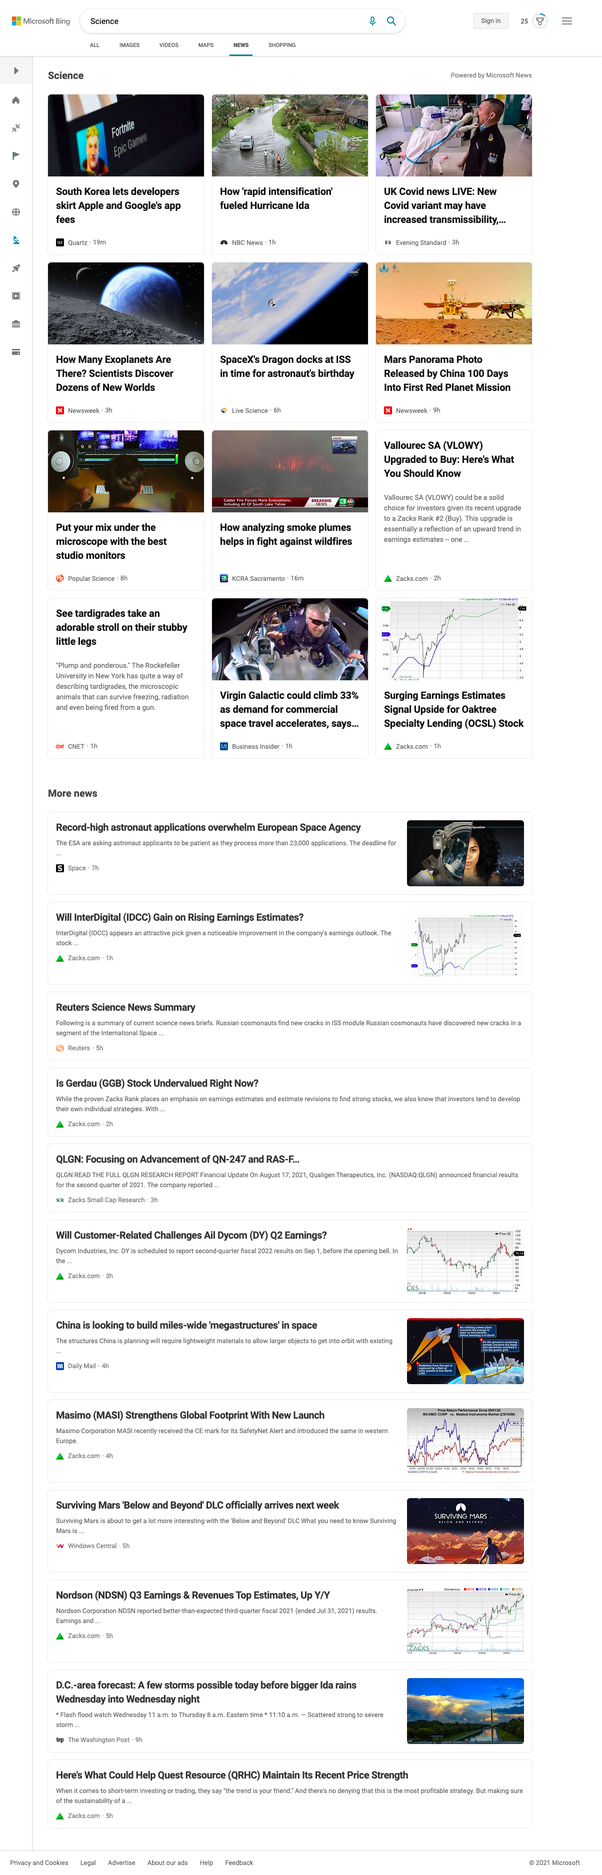 Microsoft Bing
Science
Sign in
25
ALL
IMAGES
VIDEOS
MAPS
NEWS
SHOPPING
Science
Powered by Microsoft News
Fortnite
Epic Games
South Korea lets developers
skirt Apple and Google's app
fees
Quartz · 19m
How 'rapid intensification'
fueled Hurricane Ida
NBC News · 1h
UK Covid news LIVE: New
Covid variant may have
increased transmissibility,...
ES
Evening Standard · 3h
How Many Exoplanets Are
There? Scientists Discover
Dozens of New Worlds
Newsweek · 3h
SpaceX's Dragon docks at ISS
in time for astronaut's birthday
Live Science · 6h
Mars Panorama Photo
Released by China 100 Days
Into First Red Planet Mission
Newsweek · 9h
Put your mix under the
microscope with the best
studio monitors
Popular Science · 8h
BREAKING
NEWS
How analyzing smoke plumes
helps in fight against wildfires
KCRA Sacramento · 16m
Vallourec SA (VLOWY)
Upgraded to Buy: Here's What
You Should Know
Vallourec SA (VLOWY) could be a solid
choice for investors given its recent upgrade
to a Zacks Rank #2 (Buy). This upgrade is
essentially a reflection of an upward trend in
earnings estimates – one ...
Zacks.com · 2h
See tardigrades take an
adorable stroll on their stubby
little legs
"Plump and ponderous." The Rockefeller
University in New York has quite a way of
describing tardigrades, the microscopic
animals that can survive freezing, radiation
and even being fired from a gun.
CNET · 1h
Virgin Galactic could climb 33%
as demand for commercial
space travel accelerates, says...
Business Insider · 1h
Surging Earnings Estimates
Signal Upside for Oaktree
Specialty Lending (OCSL) Stock
Zacks.com · 1h
More news
Record-high astronaut applications overwhelm European Space Agency
The ESA are asking astronaut applicants to be patient as they process more than 23,000 applications. The deadline for
...
Space · 7h
Will InterDigital (IDCC) Gain on Rising Earnings Estimates?
InterDigital (IDCC) appears an attractive pick given a noticeable improvement in the company's earnings outlook. The
stock ...
Zacks.com · 1h
Reuters Science News Summary
Following is a summary of current science news briefs. Russian cosmonauts find new cracks in ISS module Russian cosmonauts have discovered new cracks in a
segment of the International Space ...
Reuters · 5h
Is Gerdau (GGB) Stock Undervalued Right Now?
While the proven Zacks Rank places an emphasis on earnings estimates and estimate revisions to find strong stocks, we also know that investors tend to develop
their own individual strategies. With ...
Zacks.com · 2h
QLGN: Focusing on Advancement of QN-247 and RAS-F...
QLGN READ THE FULL QLGN RESEARCH REPORT Financial Update On August 17, 2021, Qualigen Therapeutics, Inc. (NASDAQ:QLGN) announced financial results
for the second quarter of 2021. The company reported ...
SCR
Zacks Small Cap Research · 3h
Will Customer-Related Challenges Ail Dycom (DY) Q2 Earnings?
Dycom Industries, Inc. DY is scheduled to report second-quarter fiscal 2022 results on Sep 1, before the opening bell. In
the ...
Zacks.com · 3h
China is looking to build miles-wide 'megastructures' in space
The structures China is planning will require lightweight materials to allow larger objects to get into orbit with existing
...
Daily Mail · 4h
Masimo (MASI) Strengthens Global Footprint With New Launch
Masimo Corporation MASI recently received the CE mark for its SafetyNet Alert and introduced the same in western
Europe.
Zacks.com · 4h
Surviving Mars 'Below and Beyond' DLC officially arrives next week
Surviving Mars is about to get a lot more interesting with the 'Below and Beyond' DLC What you need to know Surviving
Mars is ...
Windows Central · 5h
SURVIVING MARS
BELOW AND BEYOND
Nordson (NDSN) Q3 Earnings & Revenues Top Estimates, Up Y/Y
Nordson Corporation NDSN reported better-than-expected third-quarter fiscal 2021 (ended Jul 31, 2021) results.
Earnings and ...
Zacks.com · 5h
ZACKS
D.C.-area forecast: A few storms possible today before bigger Ida rains
Wednesday into Wednesday night
* Flash flood watch Wednesday 11 a.m. to Thursday 8 a.m. Eastern time * 11:10 a.m. — Scattered strong to severe
storm ...
wp
The Washington Post · 9h
Here's What Could Help Quest Resource (QRHC) Maintain Its Recent Price Strength
When it comes to short-term investing or trading, they say "the trend is your friend." And there's no denying that this is the most profitable strategy. But making sure
of the sustainability of a ...
Zacks.com · 5h
Privacy and Cookies
Legal
Advertise
About our ads
Help
Feedback
© 2021 Microsoft